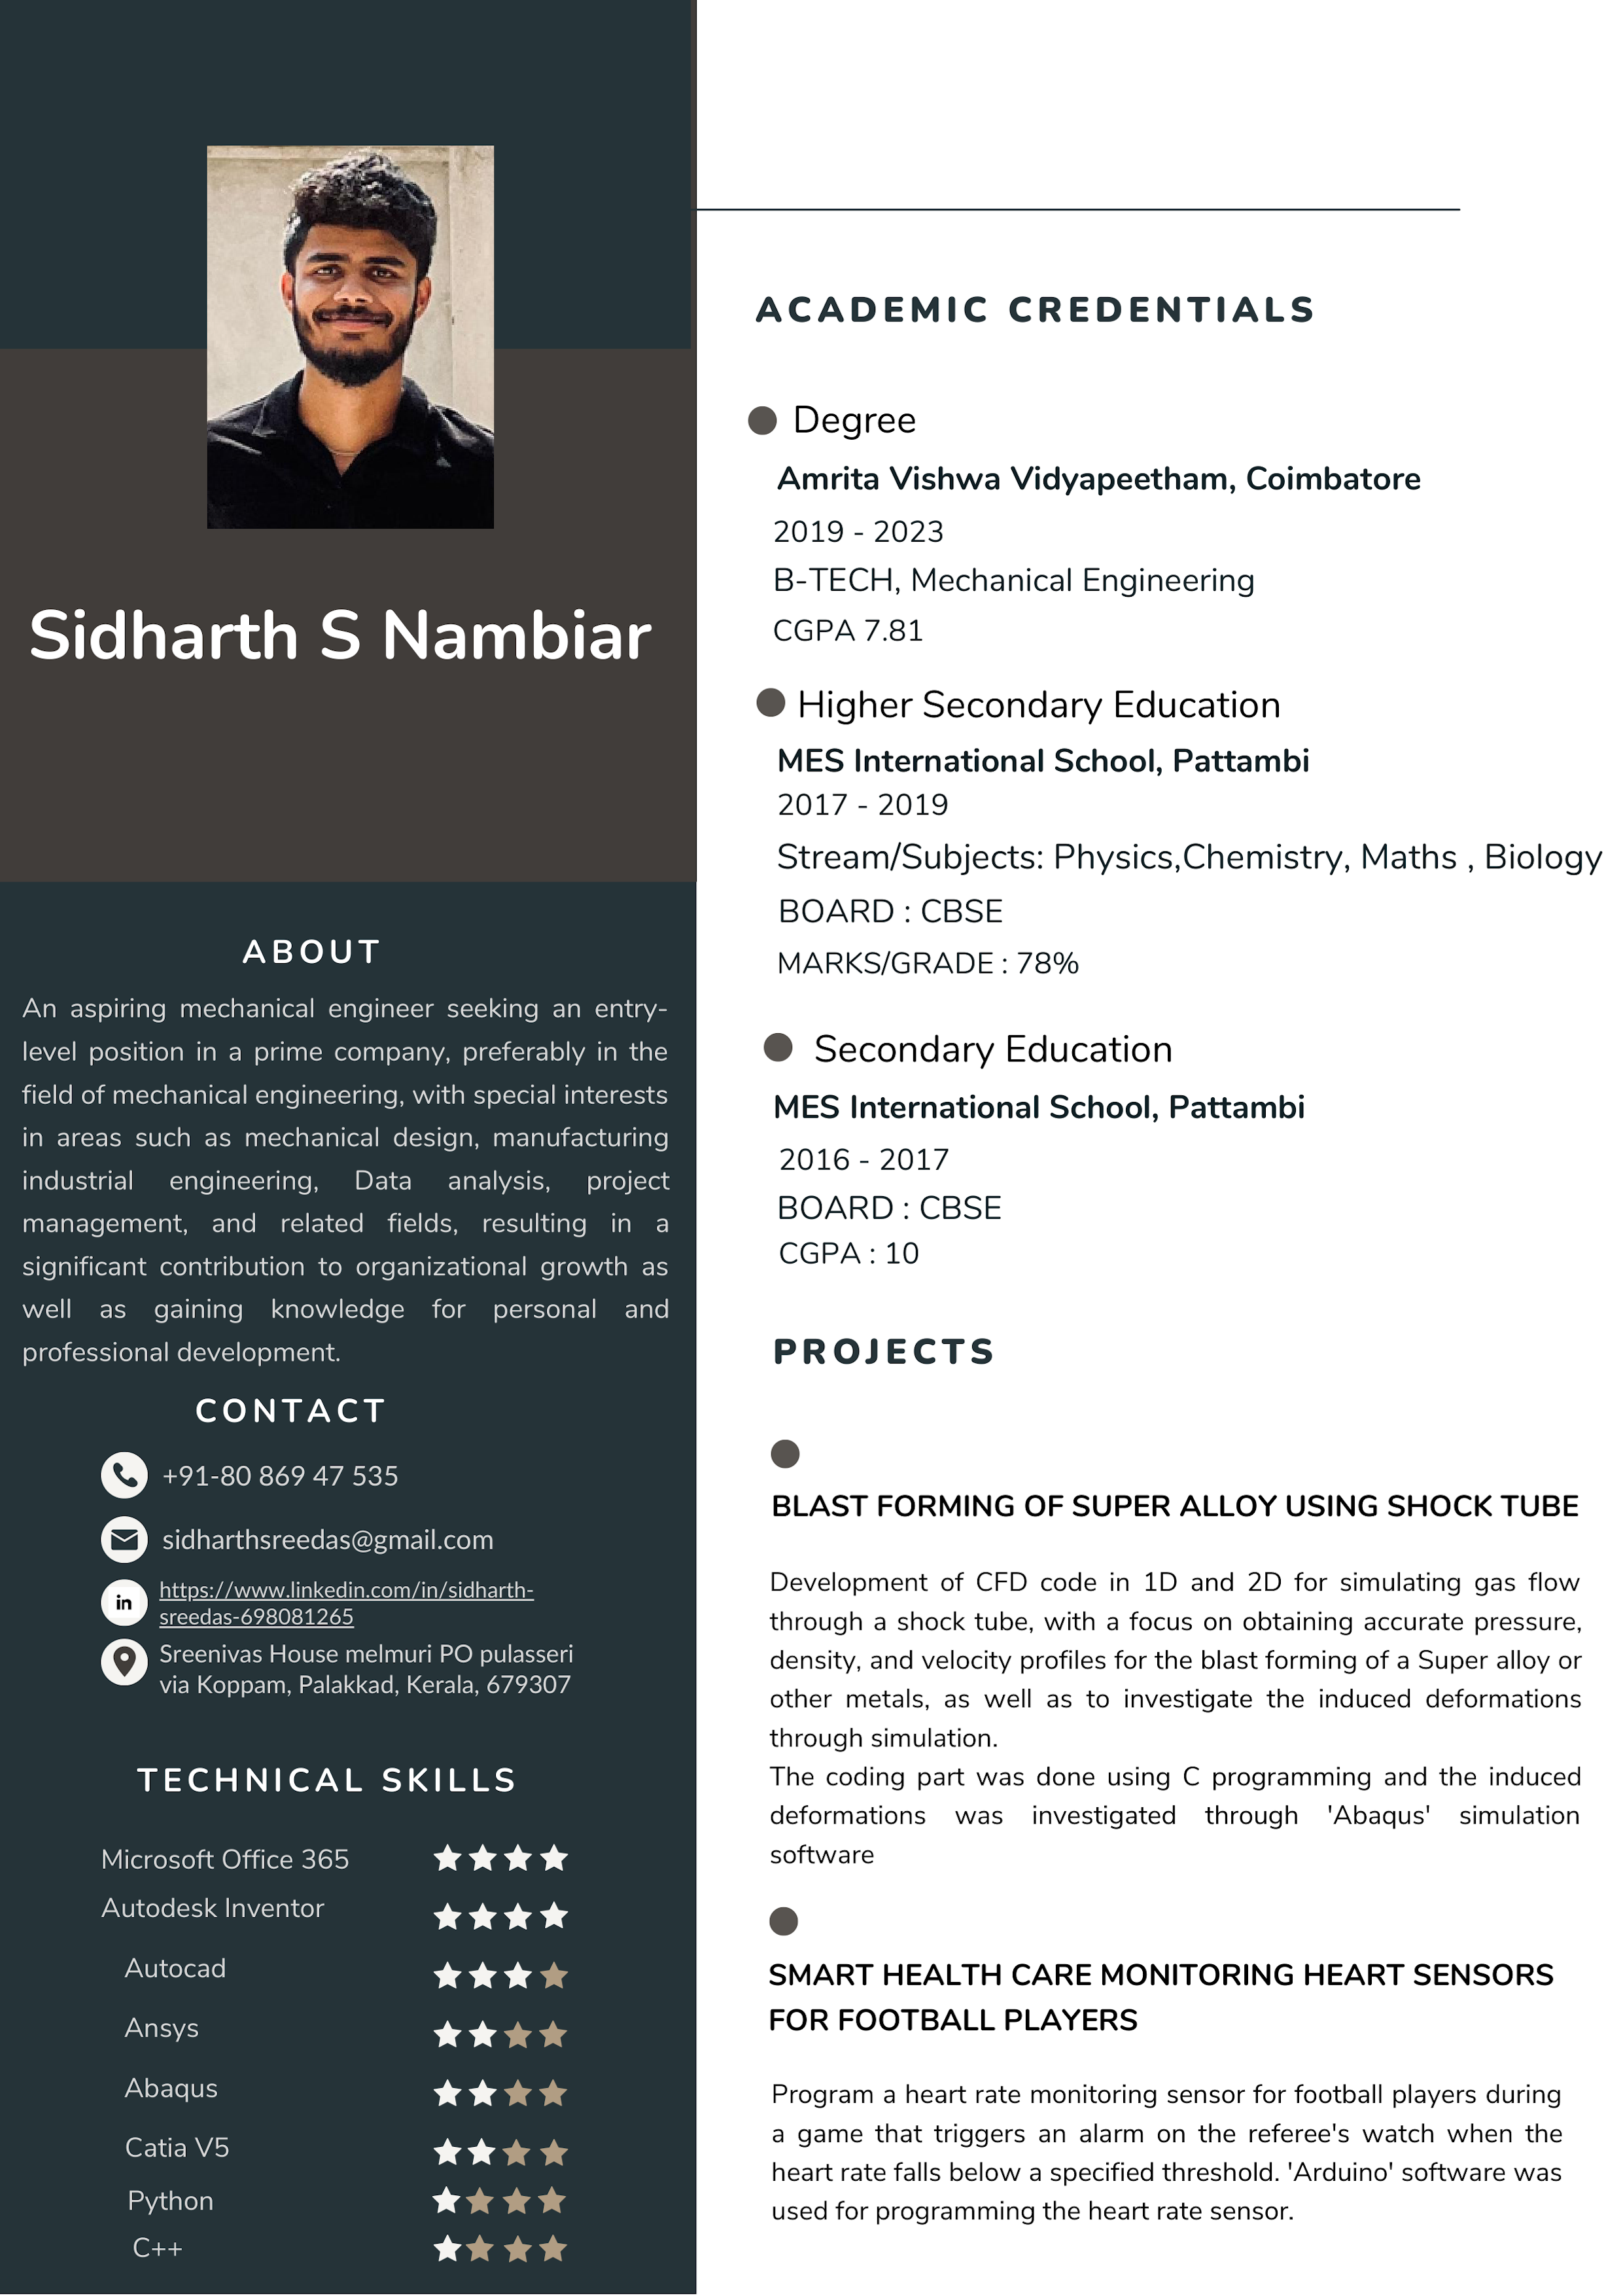 Sidharth S Nambiar
ABOUT
An aspiring mechanical engineer seeking an entry-
level position in a prime company, preferably in the
field of mechanical engineering, with special interests
in areas such as mechanical design, manufacturing
industrial engineering, Data analysis, project
management, and related fields, resulting in a
significant contribution to organizational growth as
well as gaining knowledge for personal and
professional development.
CONTACT
+91-80 869 47 535
sidharthsreedas@gmail.com
in
https://www.linkedin.com/in/sidharth-
sreedas-698081265
Sreenivas House melmuri PO pulasseri
via Koppam, Palakkad, Kerala, 679307
TECHNICAL SKILLS
Microsoft Office 365
Autodesk Inventor
Autocad
Ansys
Abaqus
Catia V5
Python
C++
ACADEMIC CREDENTIALS
Degree
Amrita Vishwa Vidyapeetham, Coimbatore
2019 - 2023
B-TECH, Mechanical Engineering
CGPA 7.81
Higher Secondary Education
MES International School, Pattambi
2017 - 2019
Stream/Subjects: Physics,Chemistry, Maths , Biology
BOARD : CBSE
MARKS/GRADE : 78%
Secondary Education
MES International School, Pattambi
2016 - 2017
BOARD : CBSE
CGPA : 10
PROJECTS
BLAST FORMING OF SUPER ALLOY USING SHOCK TUBE
Development of CFD code in 1D and 2D for simulating gas flow
through a shock tube, with a focus on obtaining accurate pressure,
density, and velocity profiles for the blast forming of a Super alloy or
other metals, as well as to investigate the induced deformations
through simulation.
The coding part was done using C programming and the induced
deformations was investigated through 'Abaqus' simulation
software
SMART HEALTH CARE MONITORING HEART SENSORS
FOR FOOTBALL PLAYERS
Program a heart rate monitoring sensor for football players during
a game that triggers an alarm on the referee's watch when the
heart rate falls below a specified threshold. 'Arduino' software was
used for programming the heart rate sensor.